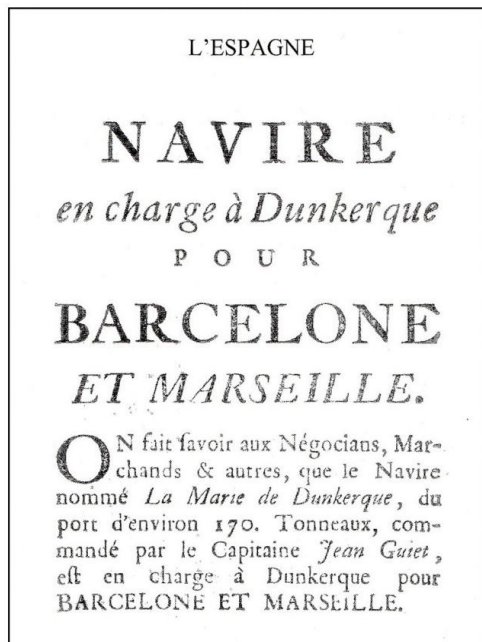 L'ESPAGNE
NAVIRE
en charge à Dunkerque
POUR
BARCELONE
ET MARSEILLE.
ON fait ſavoir aux Négocians, Mar-
chands & autres, que le Navire
nommé La Marie de Dunkerque, du
port d'environ 170. Tonneaux, com-
mandé par le Capitaine Jean Guiet,
eſt en charge à Dunkerque pour
BARCELONE ET MARSEILLE.